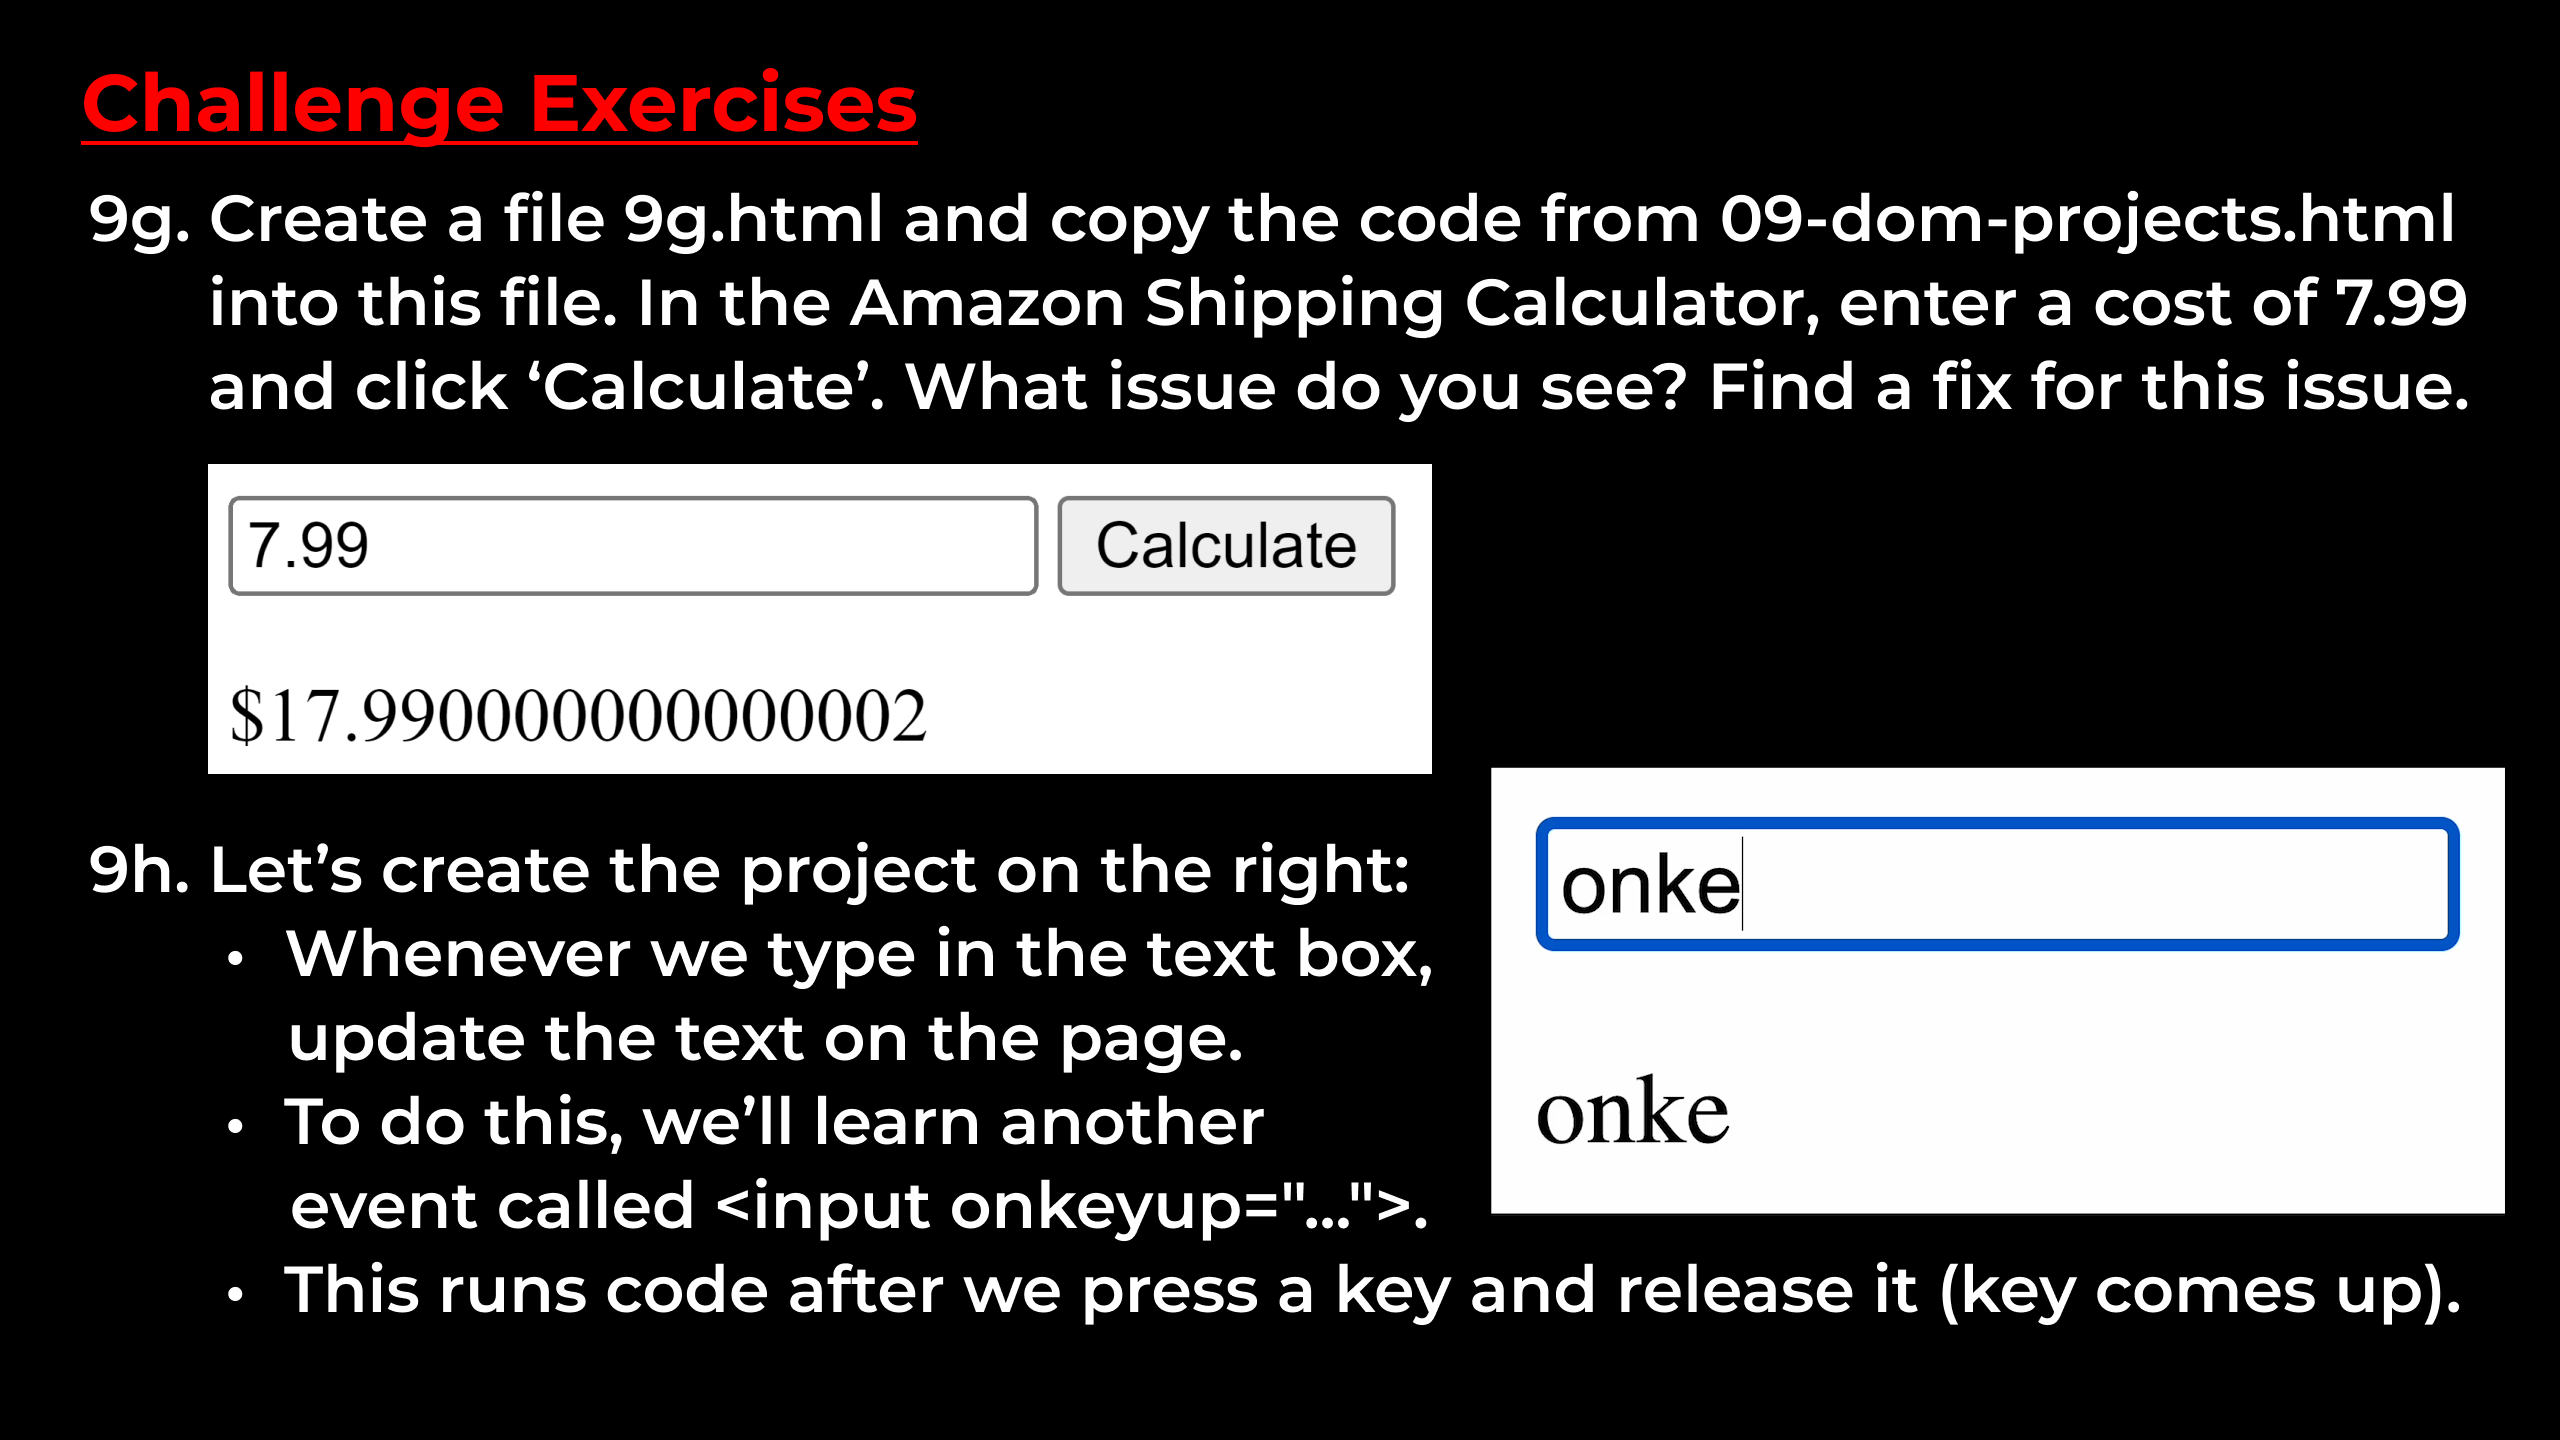 Challenge Exercises
9g. Create a file 9g.html and copy the code from 09-dom-projects.html
into this file. In the Amazon Shipping Calculator, enter a cost of 7.99
and click ‘Calculate’. What issue do you see? Find a fix for this issue.
7.99
Calculate
$17.990000000000002
9h. Let’s create the project on the right:
• Whenever we type in the text box,
update the text on the page.
• To do this, we’ll learn another
event called <input onkeyup="...">.
• This runs code after we press a key and release it (key comes up).
onke
onke